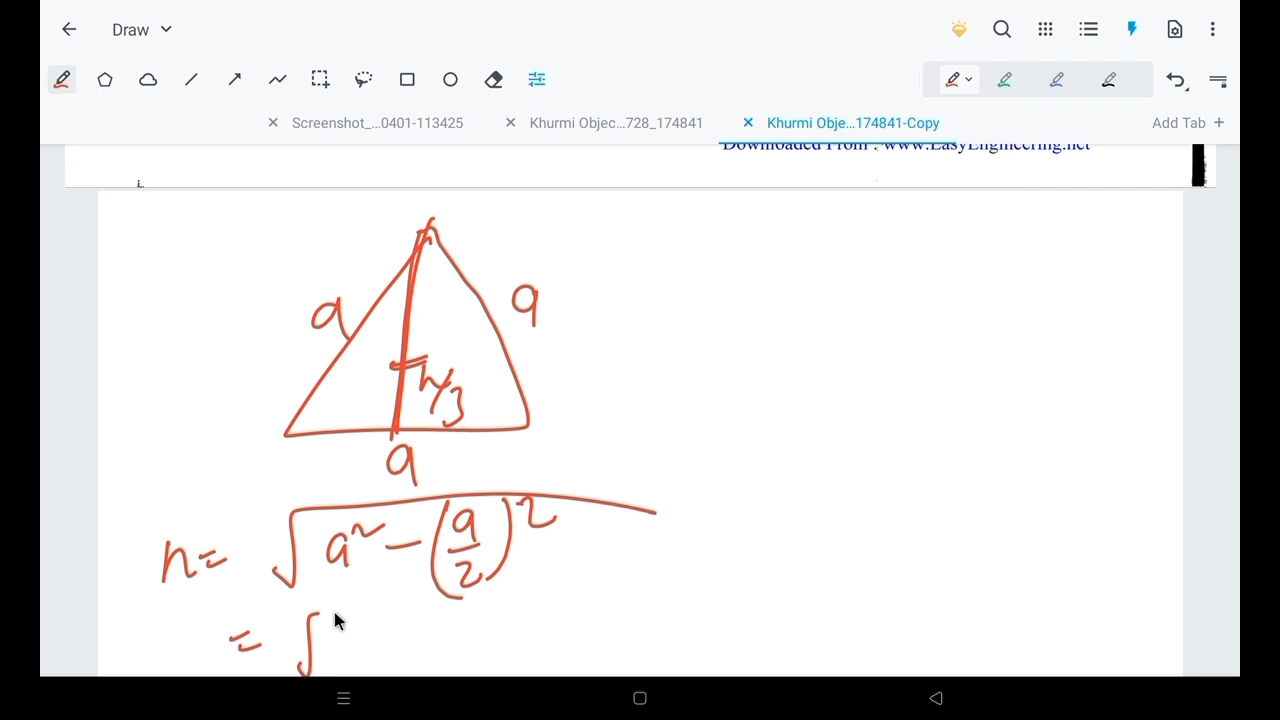 Draw
Screenshot_...0401-113425
Khurmi Objec...728_174841
Khurmi Obje...174841-Copy
Add Tab +
Downloaded From : www.EasyEngineering.net
a
a
h/3
a
h = √a² - (a/2)²
= √